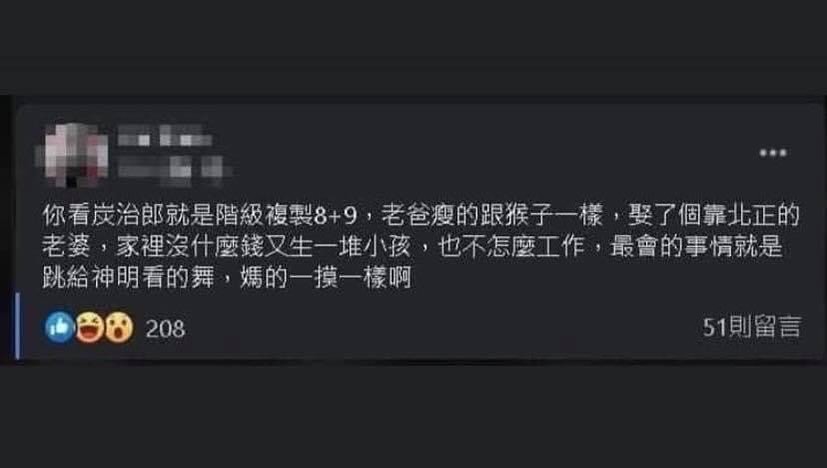 你看炭治郎就是階級複製8+9，老爸瘦的跟猴子一樣，娶了個靠北正的
老婆，家裡沒什麼錢又生一堆小孩，也不怎麼工作，最會的事情就是
跳給神明看的舞，媽的一摸一樣啊
208
51則留言